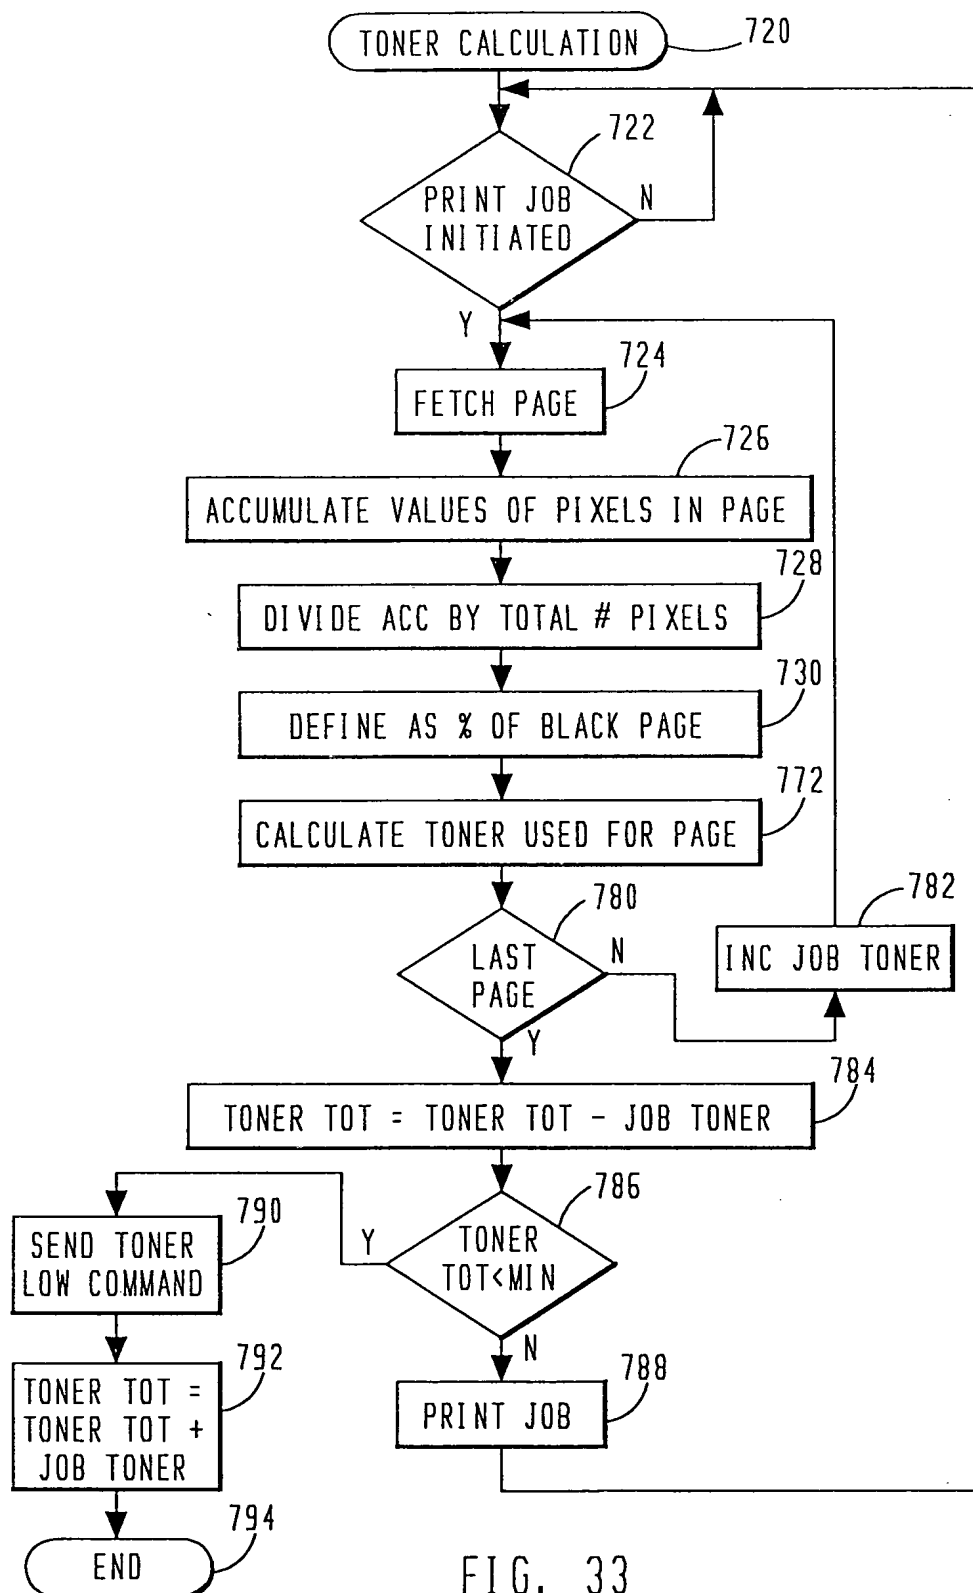 TONER CALCULATION
720
722
PRINT JOB
INITIATED
N
Y
724
FETCH PAGE
726
ACCUMULATE VALUES OF PIXELS IN PAGE
728
DIVIDE ACC BY TOTAL # PIXELS
730
DEFINE AS % OF BLACK PAGE
772
CALCULATE TONER USED FOR PAGE
780
782
LAST
PAGE
N
INC JOB TONER
Y
784
TONER TOT = TONER TOT - JOB TONER
786
790
SEND TONER
LOW COMMAND
Y
TONER
TOT<MIN
N
792
TONER TOT =
TONER TOT +
JOB TONER
788
PRINT JOB
794
END
FIG. 33